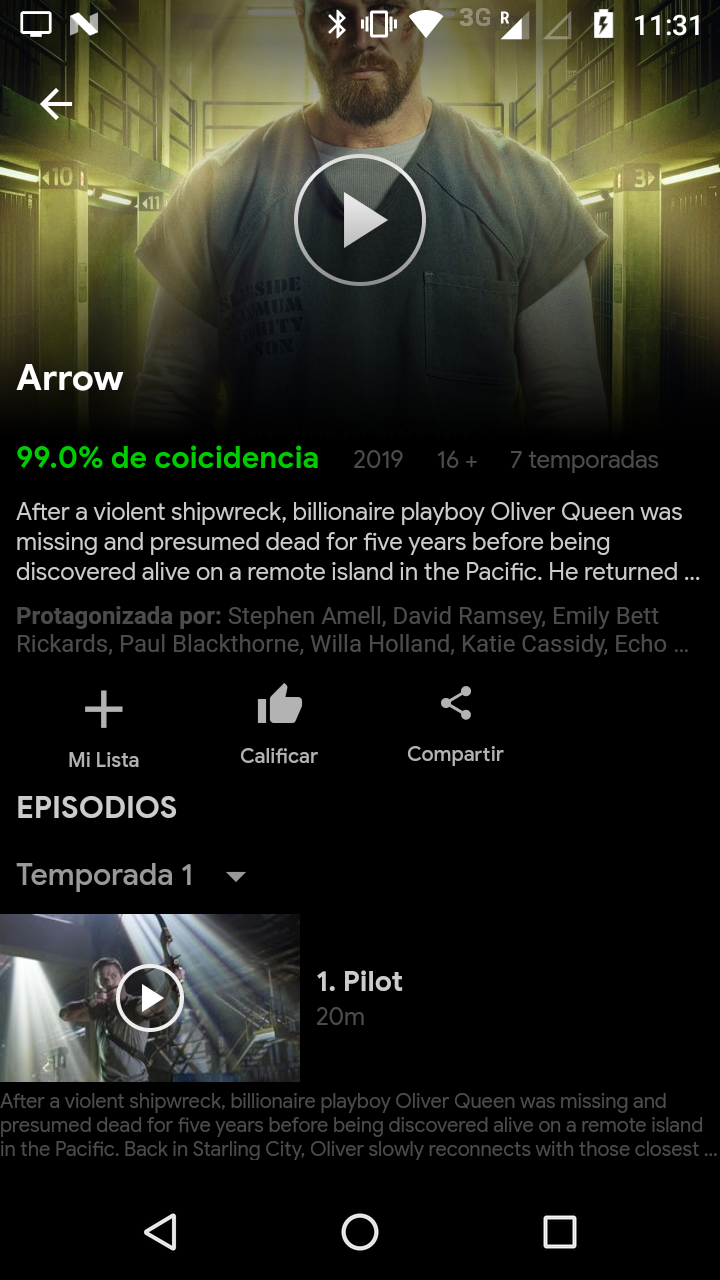 3G R 11:31
10
11
3
MAXIMUM
Arrow
99.0% de coicidencia 2019 16 + 7 temporadas
After a violent shipwreck, billionaire playboy Oliver Queen was
missing and presumed dead for five years before being
discovered alive on a remote island in the Pacific. He returned ...
Protagonizada por: Stephen Amell, David Ramsey, Emily Bett
Rickards, Paul Blackthorne, Willa Holland, Katie Cassidy, Echo ...
Mi Lista Calificar Compartir
EPISODIOS
Temporada 1
1. Pilot
20m
After a violent shipwreck, billionaire playboy Oliver Queen was missing and
presumed dead for five years before being discovered alive on a remote island
in the Pacific. Back in Starling City, Oliver slowly reconnects with those closest ...